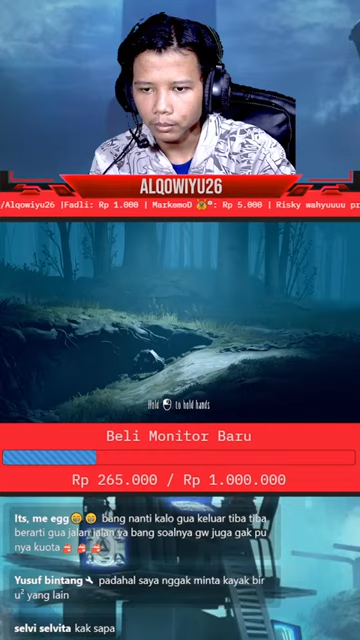 ALQOWIYU26
/Alqowiyu26 |Fadli: Rp 1.000 | MarkemoD : Rp 5.000 | Risky wahyuuuu pr
Hold to hold hands
Beli Monitor Baru
Rp 265.000 / Rp 1.000.000
Its, me egg😄😄 bang nanti kalo gua keluar tiba tiba
berarti gua jalan jalan ya bang soalnya gw juga gak pu
nya kuota
Yusuf bintang padahal saya nggak minta kayak bir
u² yang lain
selvi selvita kak sapa